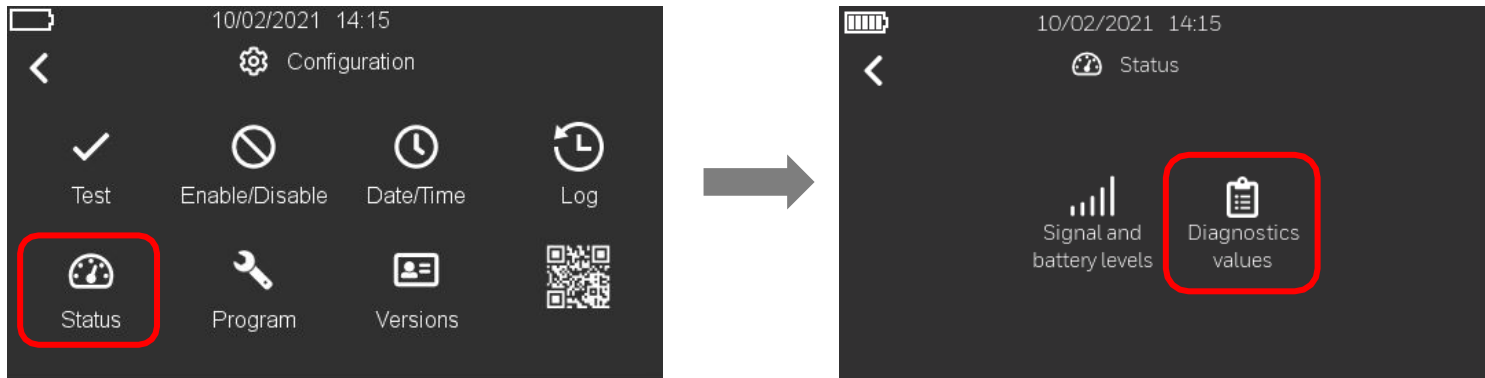 10/02/2021 14:15
Configuration
Test
Enable/Disable
Date/Time
Log
Status
Program
Versions
10/02/2021 14:15
Status
Signal and
battery levels
Diagnostics
values